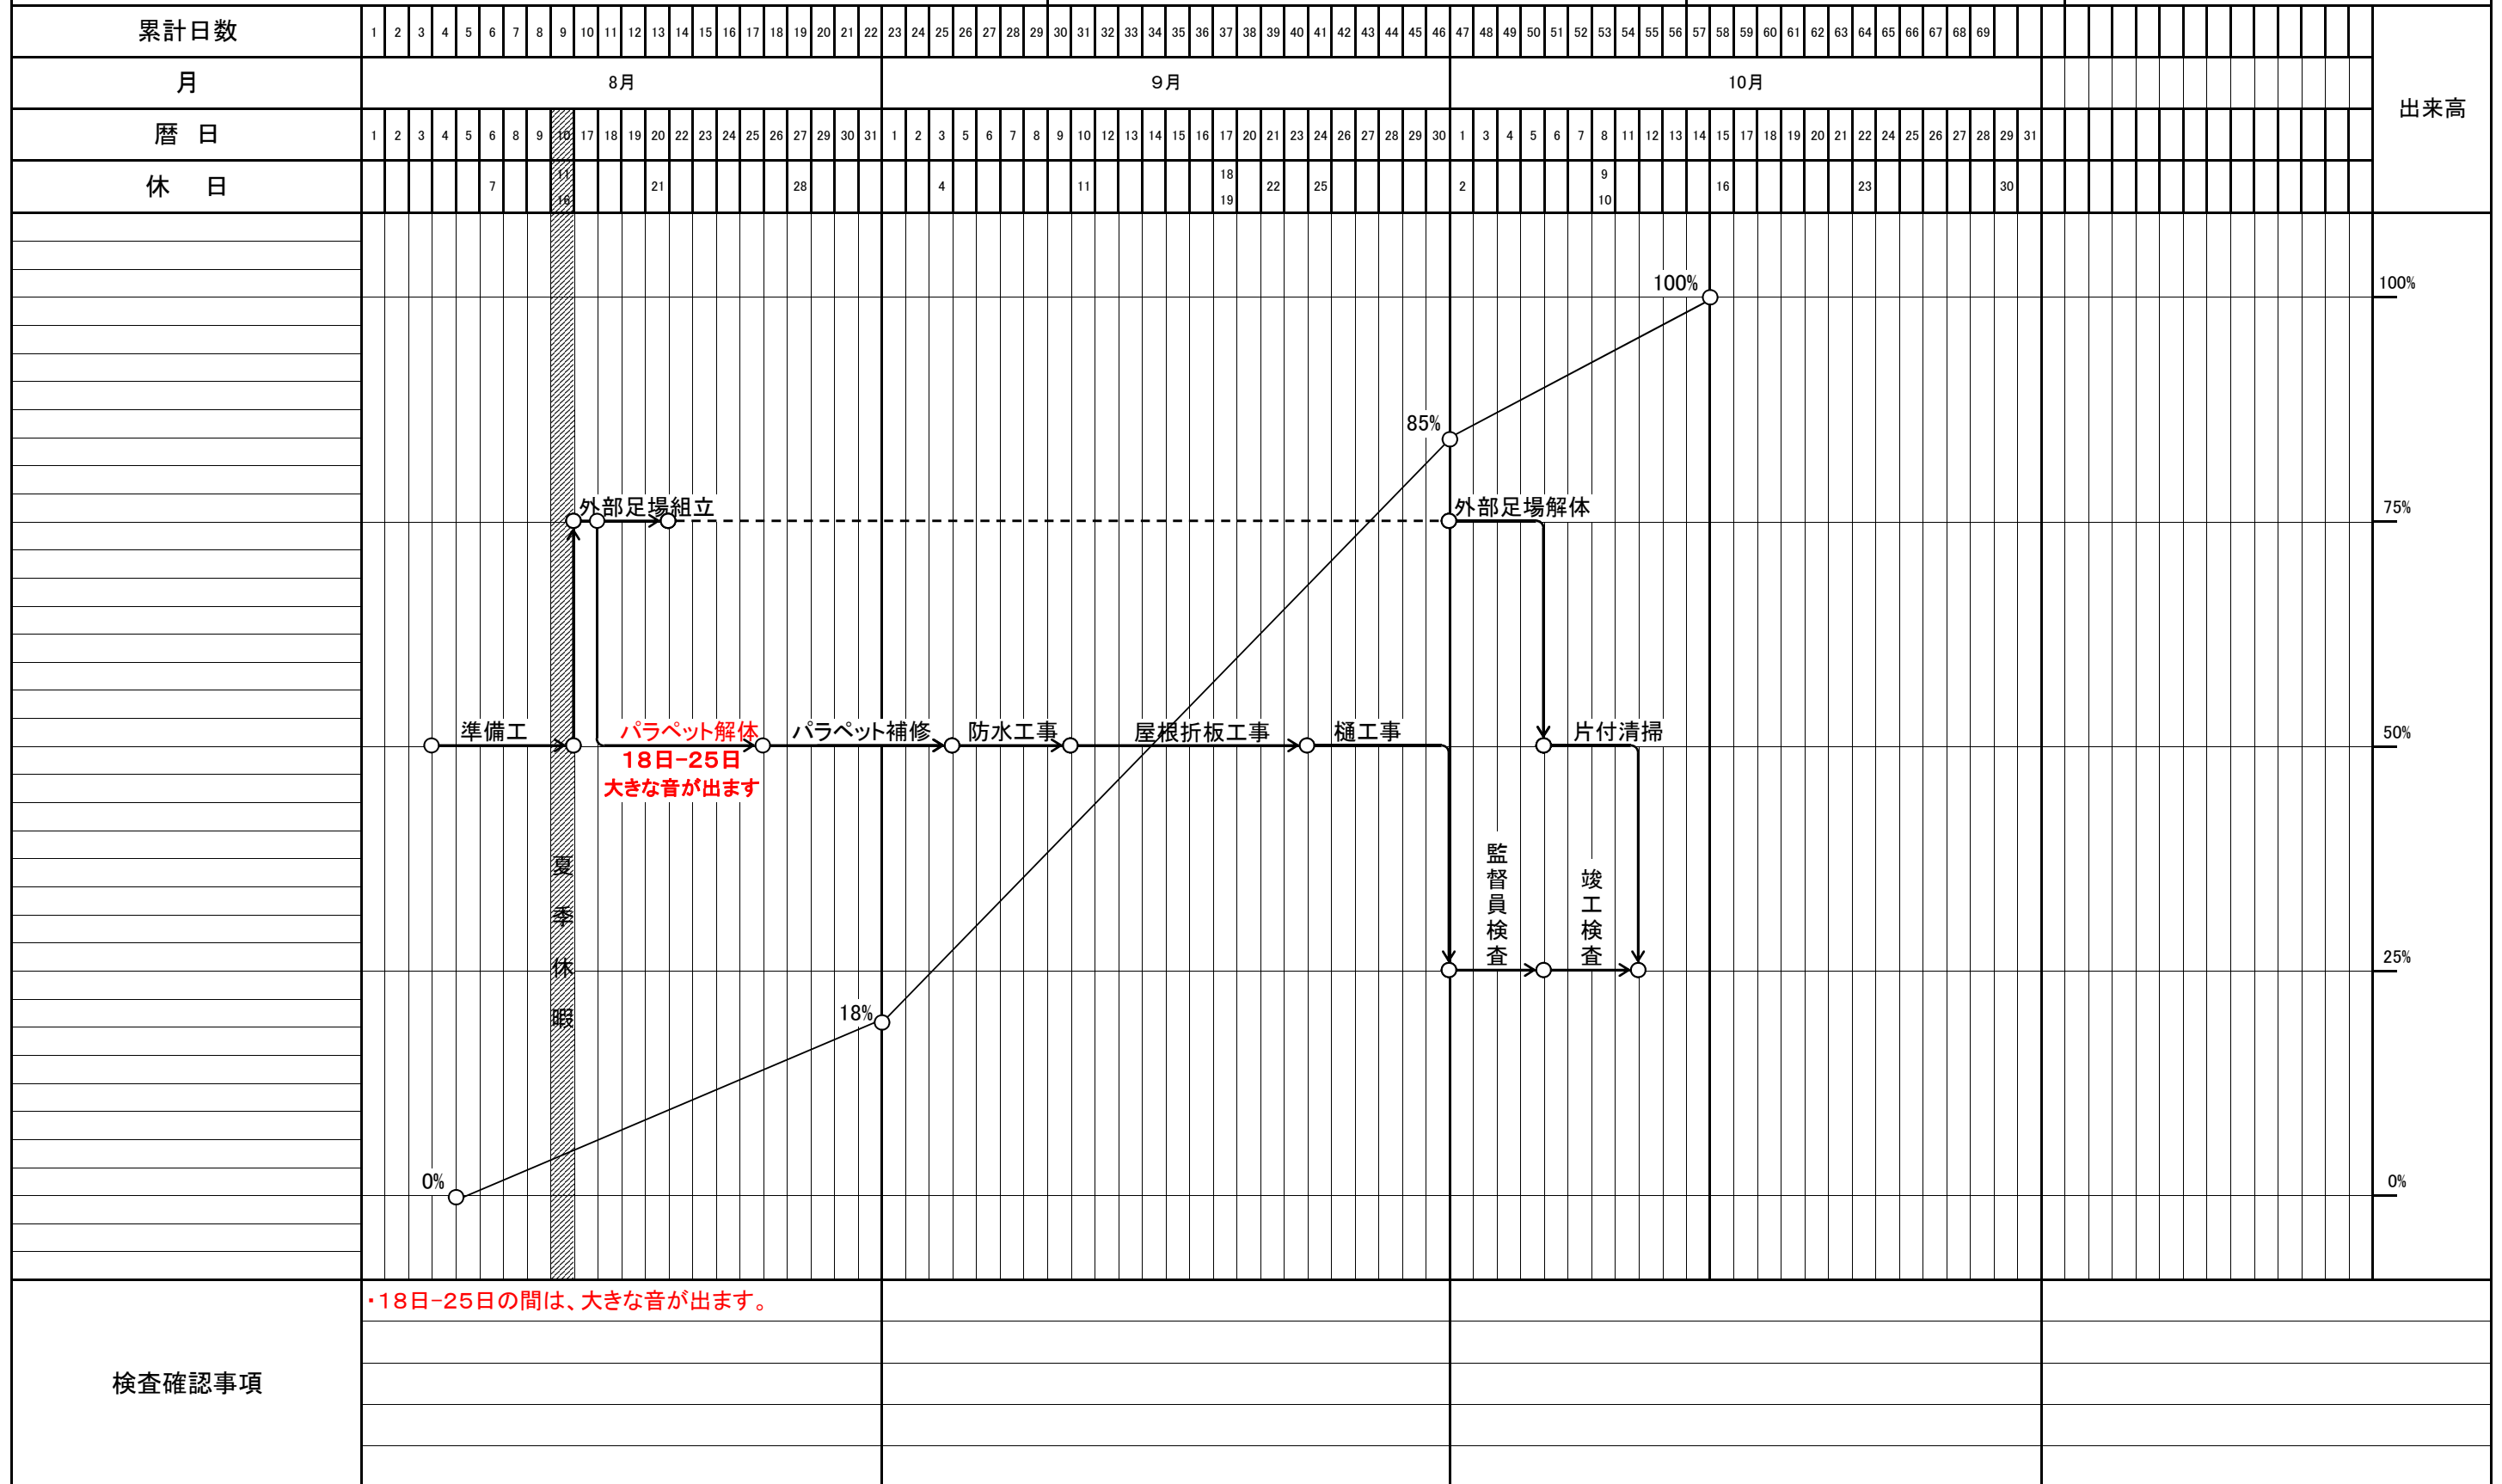 累計日数 1 2 3 4 5 6 7 8 9 10 11 12 13 14 15 16 17 18 19 20 21 22 23 24 25 26 27 28 29 30 31 32 33 34 35 36 37 38 39 40 41 42 43 44 45 46 47 48 49 50 51 52 53 54 55 56 57 58 59 60 61 62 63 64 65 66 67 68 69
月 8月 9月 10月
出来高
暦 日 1 2 3 4 5 6 8 9 10 17 18 19 20 22 23 24 25 26 27 29 30 31 1 2 3 5 6 7 8 9 10 12 13 14 15 16 17 20 21 23 24 26 27 28 29 30 1 3 4 5 6 7 8 11 12 13 14 15 17 18 19 20 21 22 24 25 26 27 28 29 31
休 日 7 11 16 21 28 4 11 18 19 22 25 2 9 10 16 23 30
100% 100%
85%
外部足場組立 外部足場解体 75%
準備工 パラペット解体 パラペット補修 防水工事 屋根折板工事 樋工事 片付清掃 50%
18日-25日
大きな音が出ます
夏季休暇
監督員検査
竣工検査
25%
18%
0% 0%
・18日-25日の間は、大きな音が出ます。
検査確認事項